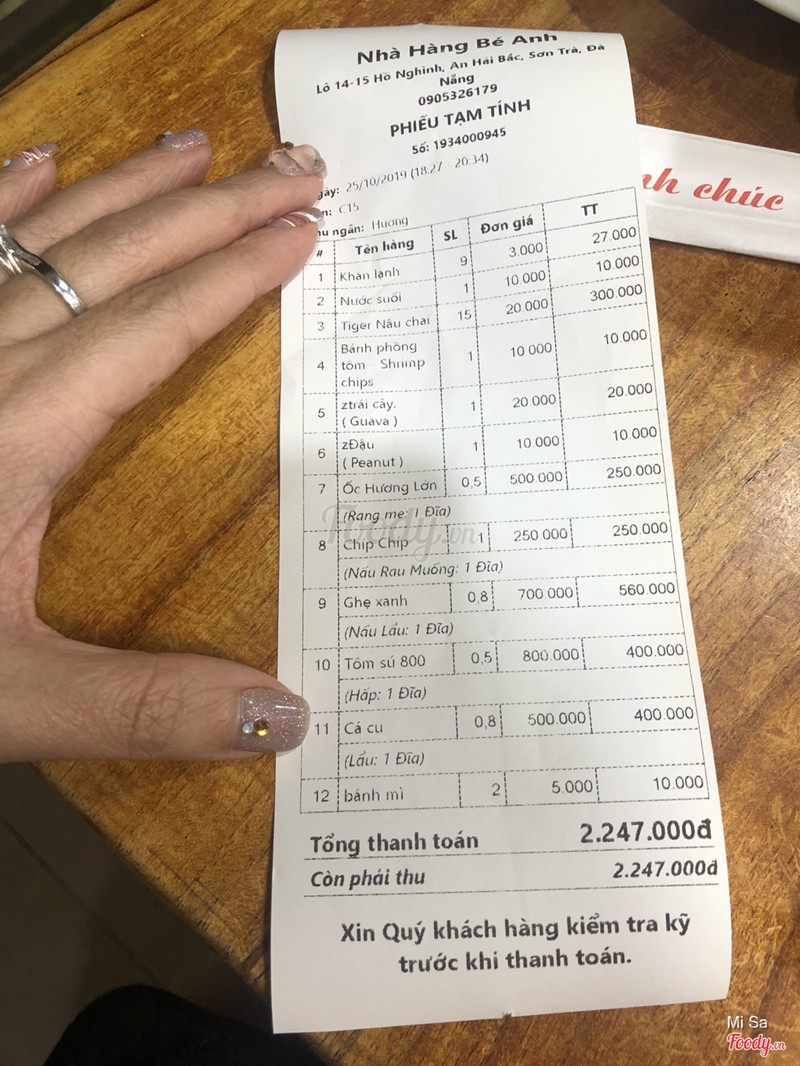 Nhà Hàng Bé Anh
Lô 14-15 Hồ Nghinh, An Hải Bắc, Sơn Trà, Đà
Nẵng
0905326179
PHIẾU TẠM TÍNH
Số: 1934000945
gày: 25/10/2019 (18:27 - 20:34)
n: C15
hu ngân: Hương
# Tên hàng SL Đơn giá TT
1 Khăn lạnh 9 3.000 27.000
2 Nước suối 1 10.000 10.000
3 Tiger Nâu chai 15 20.000 300.000
4 Bánh phồng tôm - Shrimp chips 1 10.000 10.000
5 ztrái cây. ( Guava ) 1 20.000 20.000
6 zĐậu ( Peanut ) 1 10.000 10.000
7 Ốc Hương Lớn 0,5 500.000 250.000
(Rang me: 1 Đĩa)
8 Chip Chip 1 250.000 250.000
(Nấu Rau Muống: 1 Đĩa)
9 Ghẹ xanh 0,8 700.000 560.000
(Nấu Lẩu: 1 Đĩa)
10 Tôm sú 800 0,5 800.000 400.000
(Hấp: 1 Đĩa)
11 Cá cu 0,8 500.000 400.000
(Lẩu: 1 Đĩa)
12 bánh mì 2 5.000 10.000
Tổng thanh toán 2.247.000đ
Còn phải thu 2.247.000đ
Xin Quý khách hàng kiểm tra kỹ
trước khi thanh toán.
nh chúc
Foody.vn
Mi Sa
Foody.vn